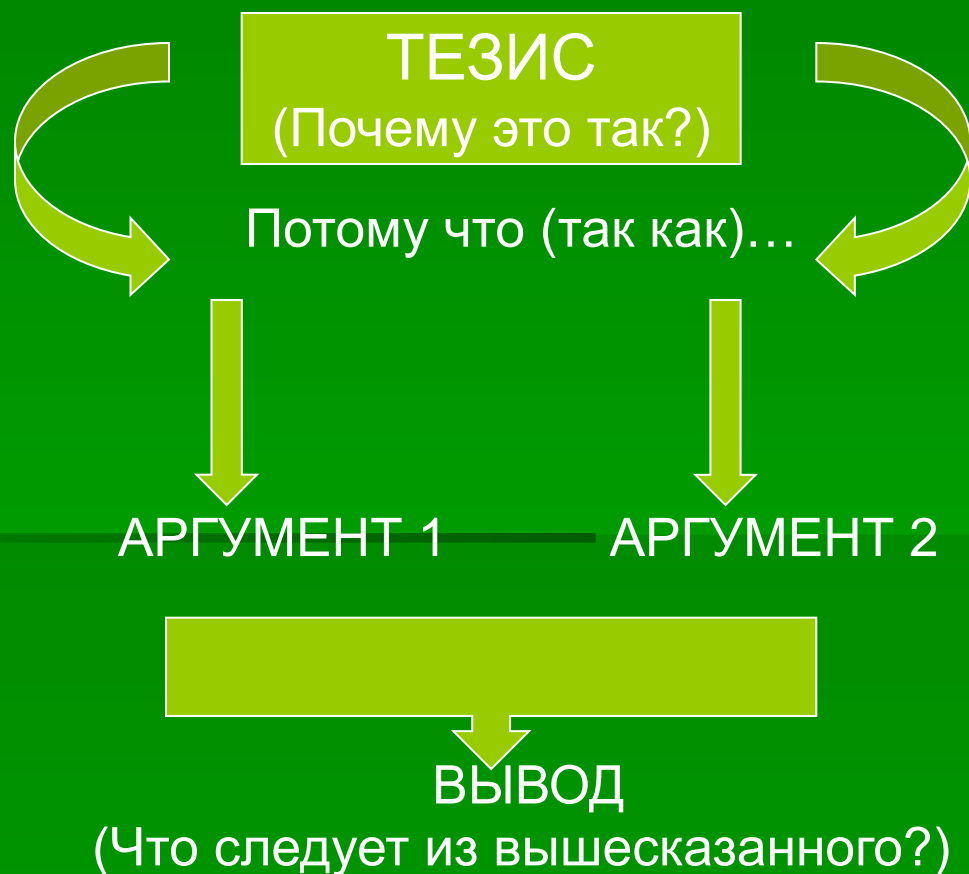 ТЕЗИС
(Почему это так?)
Потому что (так как)…
АРГУМЕНТ 1 АРГУМЕНТ 2
ВЫВОД
(Что следует из вышесказанного?)